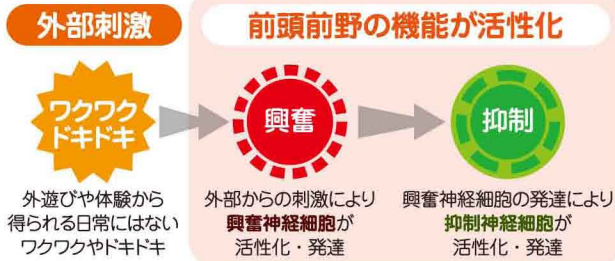 外部刺激
前頭前野の機能が活性化
ワクワク
ドキドキ
興奮
抑制
外遊びや体験から
得られる日常にはない
ワクワクやドキドキ
外部からの刺激により
興奮神経細胞が
活性化・発達
興奮神経細胞の発達により
抑制神経細胞が
活性化・発達